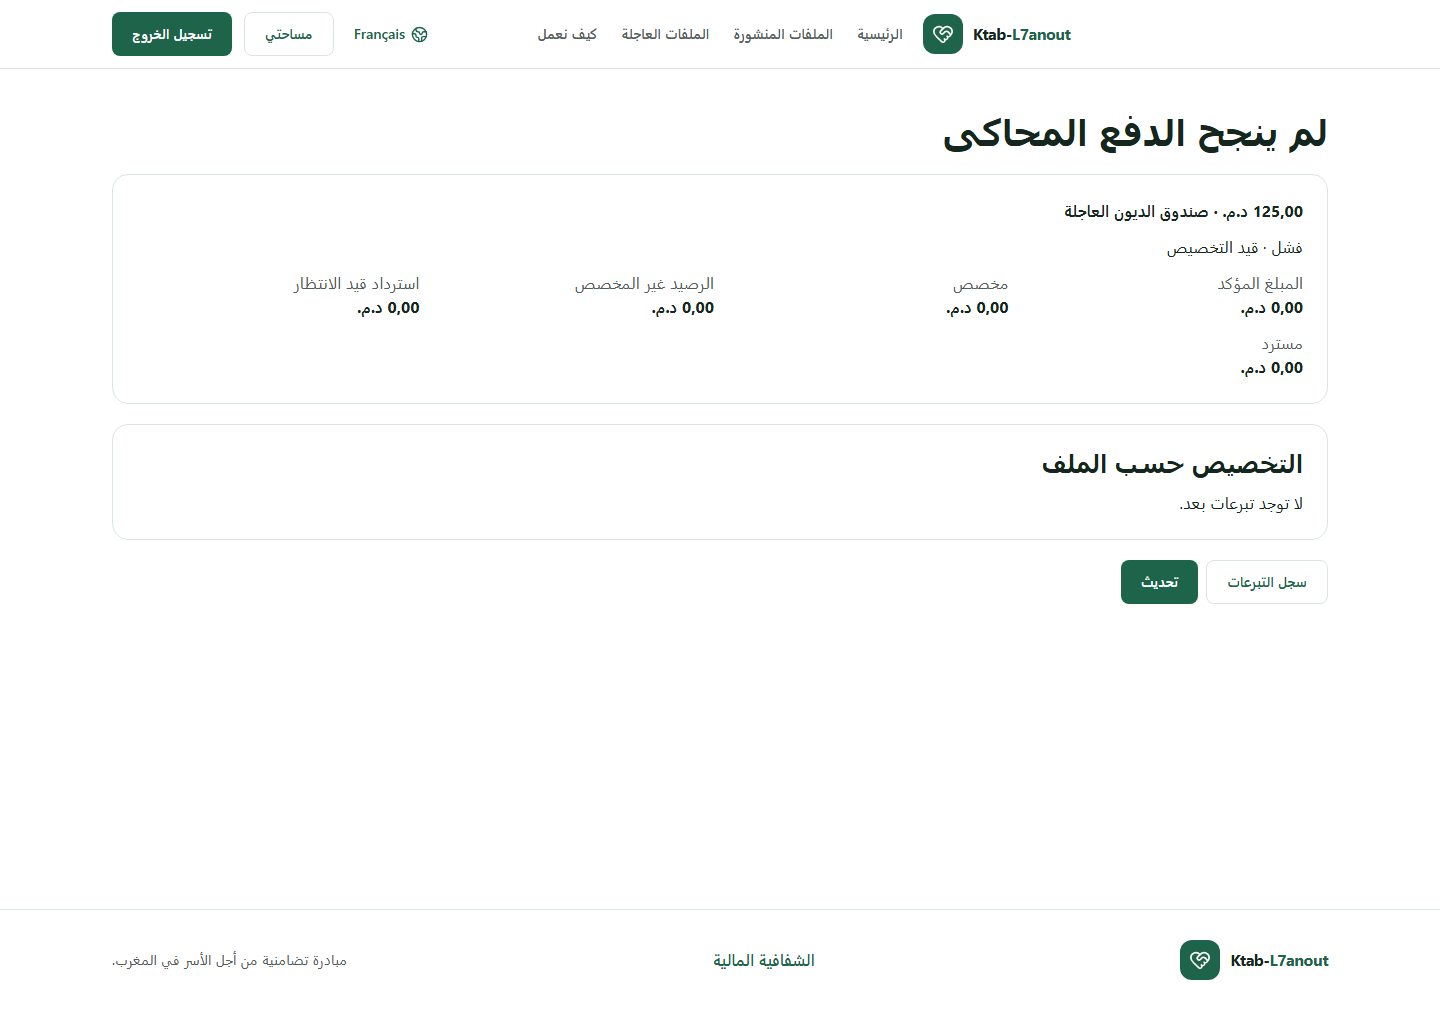 Ktab-L7anout
الرئيسية
الملفات المنشورة
الملفات العاجلة
كيف نعمل
Français
مساحتي
تسجيل الخروج
لم ينجح الدفع المحاكى
125,00 د.م. · صندوق الديون العاجلة
فشل · قيد التخصيص
المبلغ المؤكد
0,00 د.م.
مخصص
0,00 د.م.
الرصيد غير المخصص
0,00 د.م.
استرداد قيد الانتظار
0,00 د.م.
مسترد
0,00 د.م.
التخصيص حسب الملف
لا توجد تبرعات بعد.
سجل التبرعات
تحديث
Ktab-L7anout
الشفافية المالية
مبادرة تضامنية من أجل الأسر في المغرب.